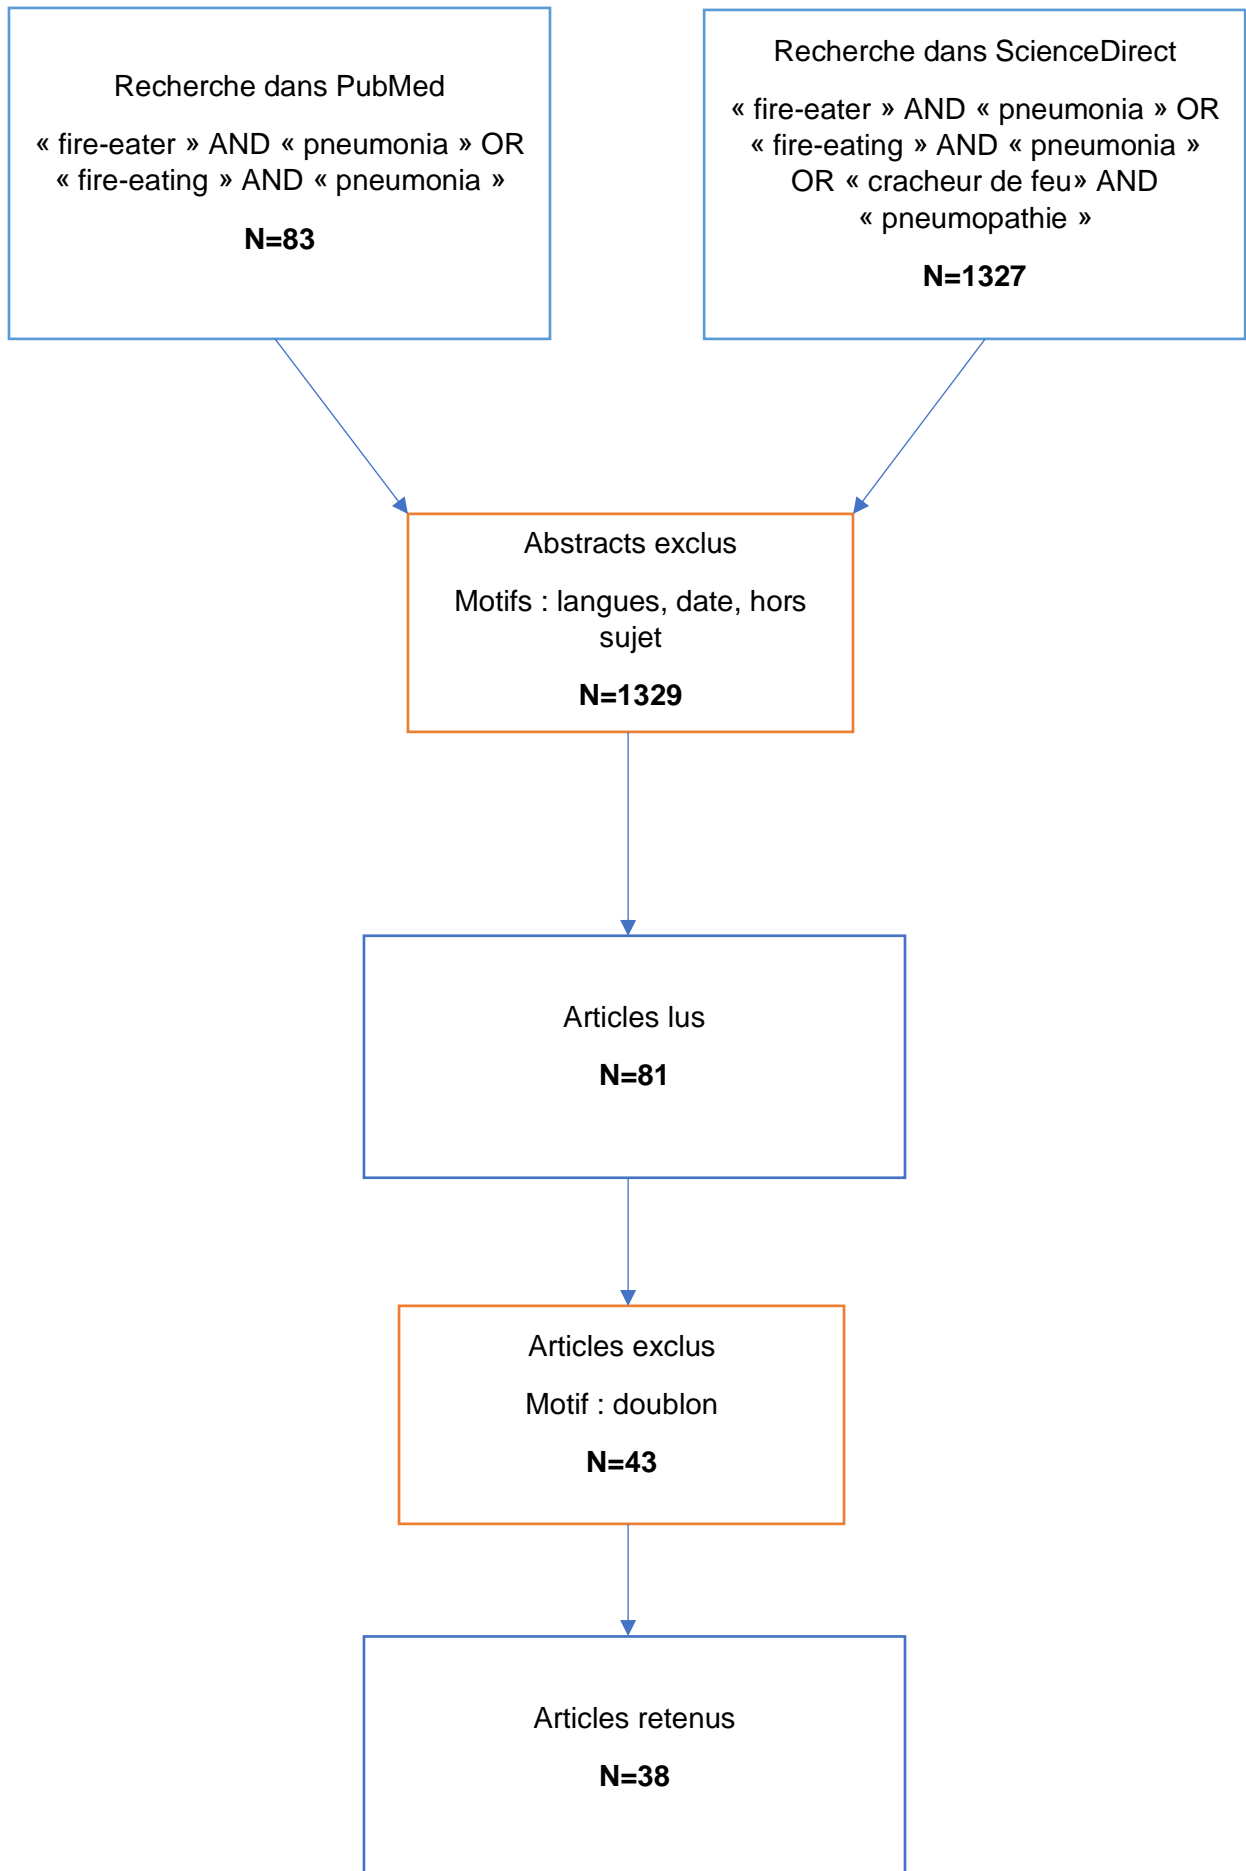 Recherche dans PubMed
« fire-eater » AND « pneumonia » OR
« fire-eating » AND « pneumonia »
N=83
Recherche dans ScienceDirect
« fire-eater » AND « pneumonia » OR
« fire-eating » AND « pneumonia »
OR « cracheur de feu» AND
« pneumopathie »
N=1327
Abstracts exclus
Motifs : langues, date, hors
sujet
N=1329
Articles lus
N=81
Articles exclus
Motif : doublon
N=43
Articles retenus
N=38